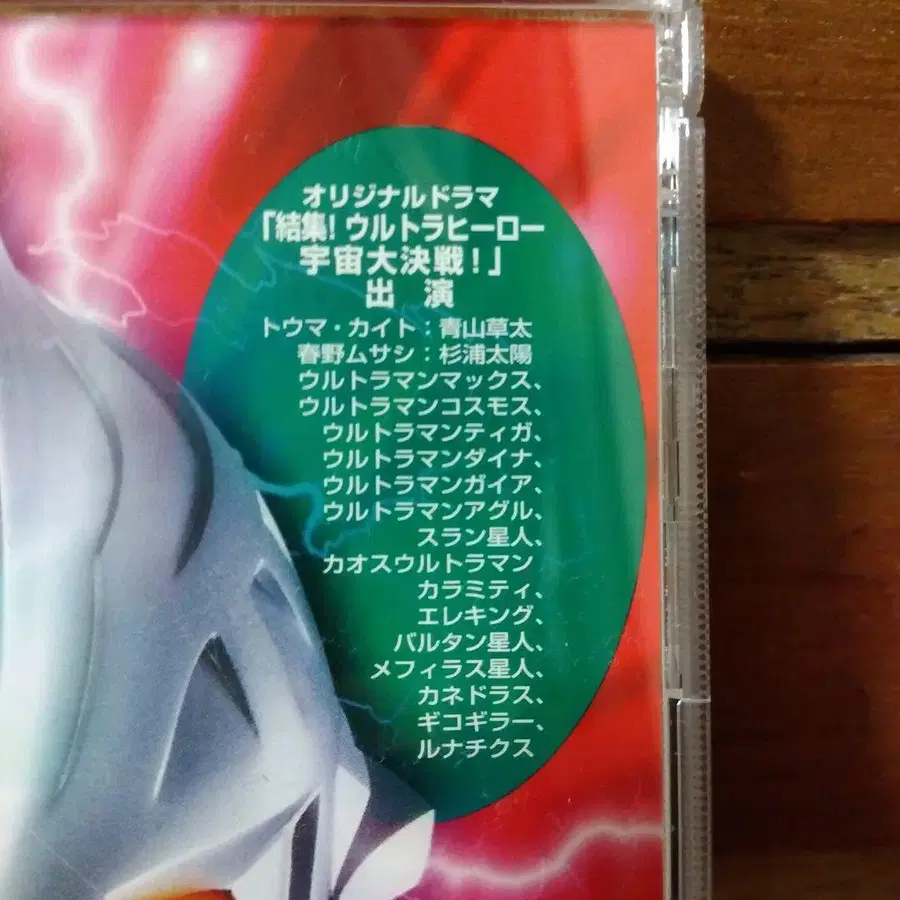 オリジナルドラマ
「結集!ウルトラヒーロー
宇宙大決戦!」
出 演
トウマ・カイト:青山草太
春野ムサシ:杉浦太陽
ウルトラマンマックス、
ウルトラマンコスモス、
ウルトラマンティガ、
ウルトラマンダイナ、
ウルトラマンガイア、
ウルトラマンアグル、
スラン星人、
カオスウルトラマン
カラミティ、
エレキング、
バルタン星人、
メフィラス星人、
カネドラス、
ギコギラー、
ルナチクス